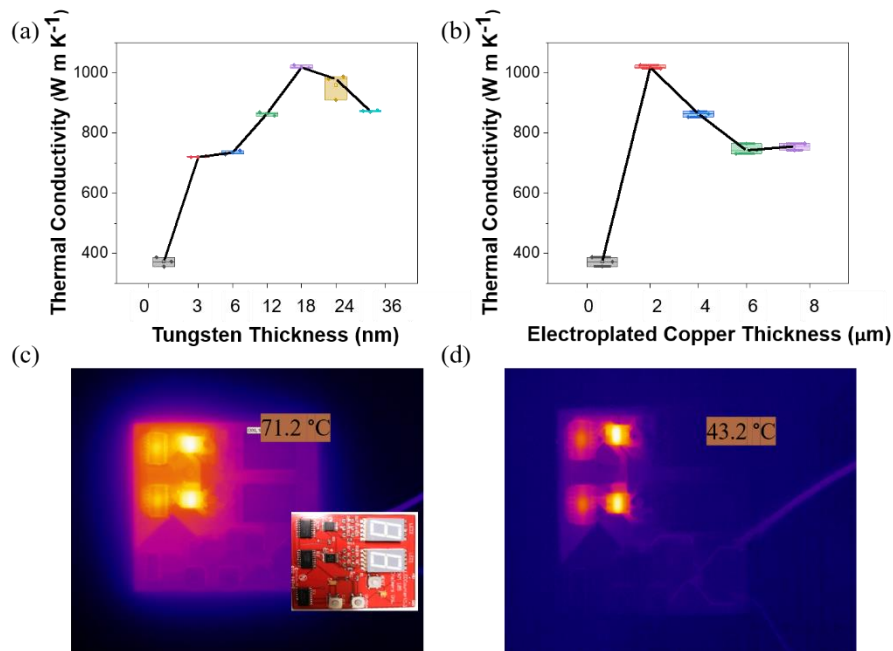 (a)
Thermal Conductivity (W m K⁻¹)
1000
800
600
400
0 3 6 12 18 24 36
Tungsten Thickness (nm)
(b)
Thermal Conductivity (W m K⁻¹)
1000
800
600
400
0 2 4 6 8
Electroplated Copper Thickness (μm)
(c)
71.2 °C
(d)
43.2 °C